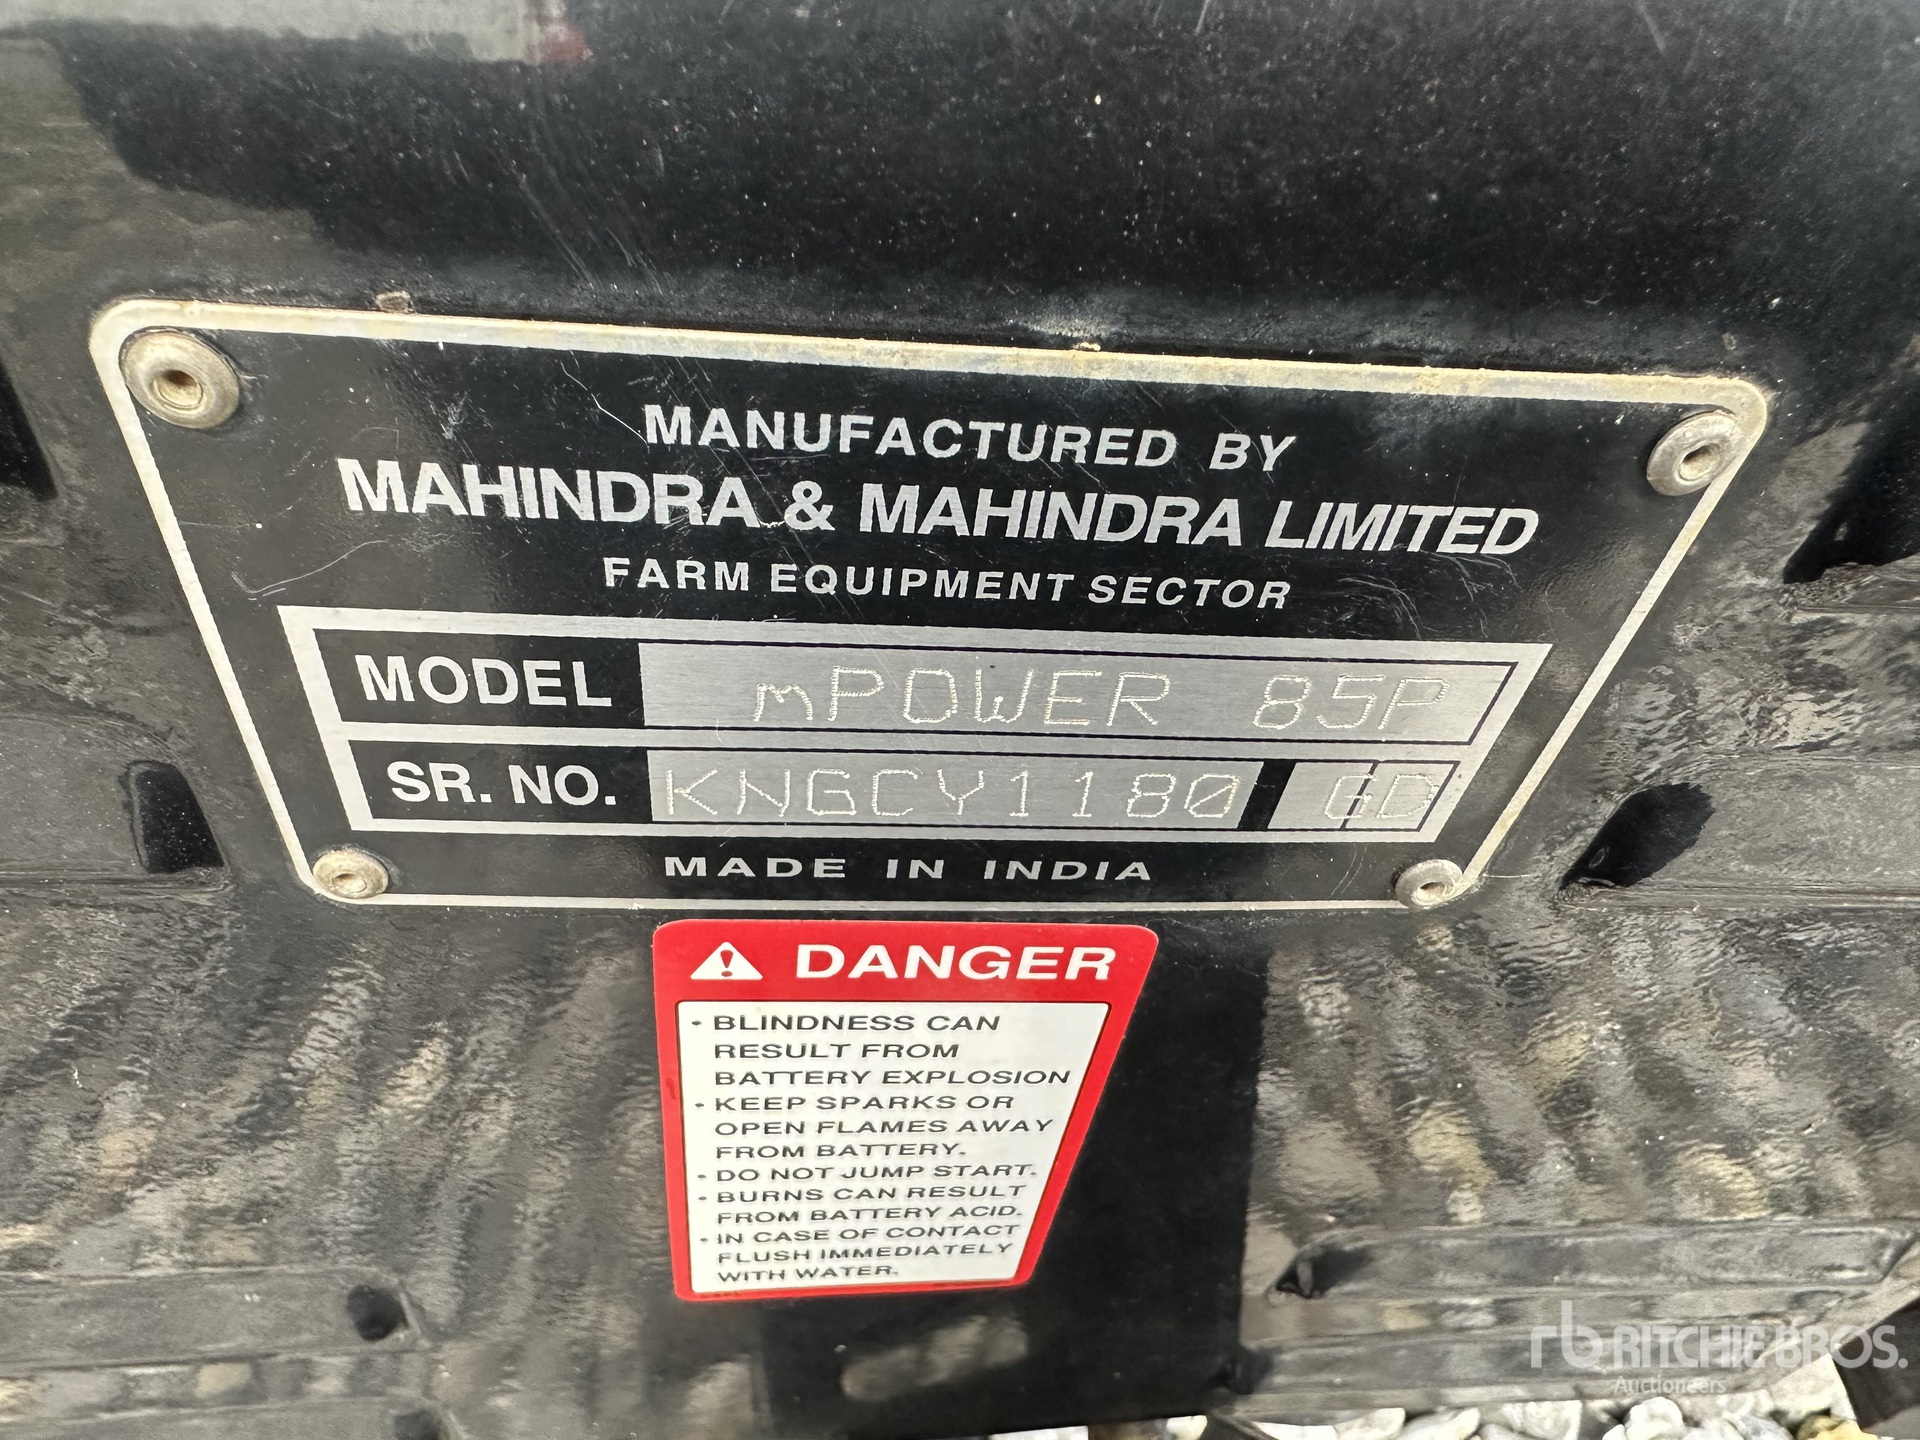 MANUFACTURED BY
MAHINDRA & MAHINDRA LIMITED
FARM EQUIPMENT SECTOR
MODEL mPOWER 85P
SR. NO. KNGCY1180 GD
MADE IN INDIA
DANGER
• BLINDNESS CAN
RESULT FROM
BATTERY EXPLOSION
• KEEP SPARKS OR
OPEN FLAMES AWAY
FROM BATTERY.
• DO NOT JUMP START.
• BURNS CAN RESULT
FROM BATTERY ACID.
• IN CASE OF CONTACT
FLUSH IMMEDIATELY
WITH WATER.
rb RITCHIE BROS.
Auctioneers